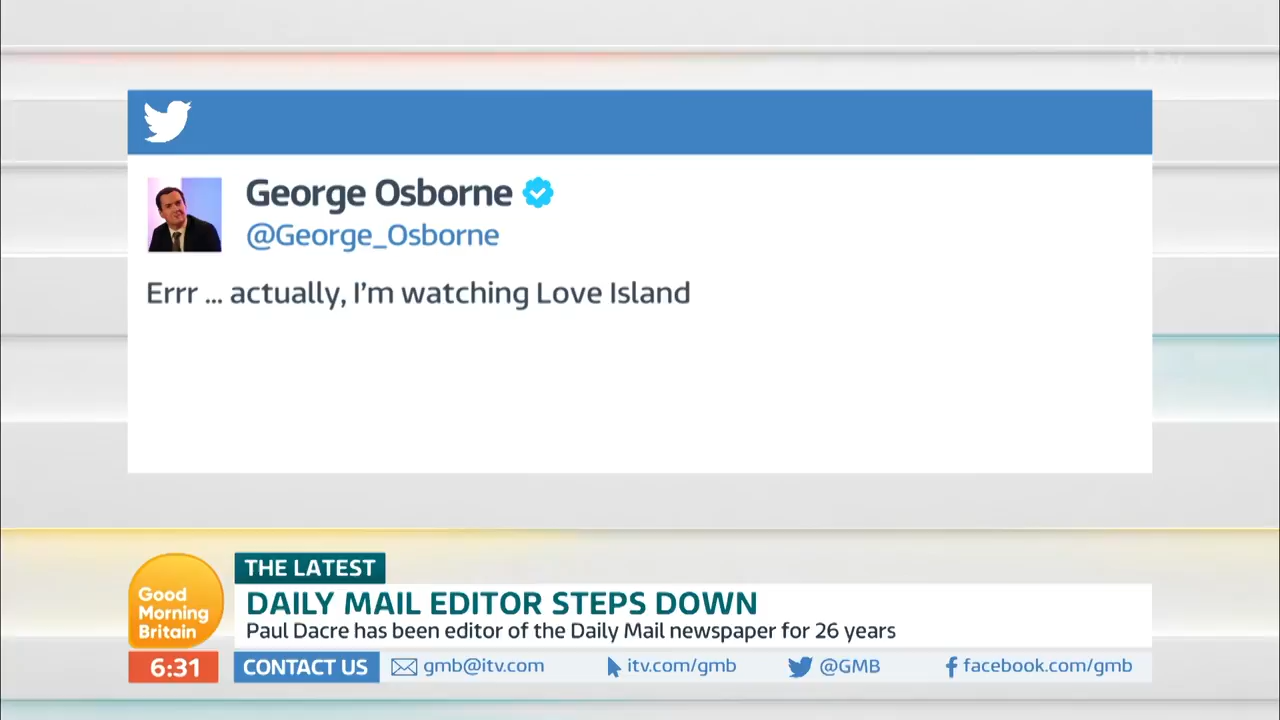 itv
George Osborne
@George_Osborne
Errr ... actually, I'm watching Love Island
THE LATEST
Good
Morning
Britain
DAILY MAIL EDITOR STEPS DOWN
Paul Dacre has been editor of the Daily Mail newspaper for 26 years
6:31 CONTACT US gmb@itv.com itv.com/gmb @GMB facebook.com/gmb